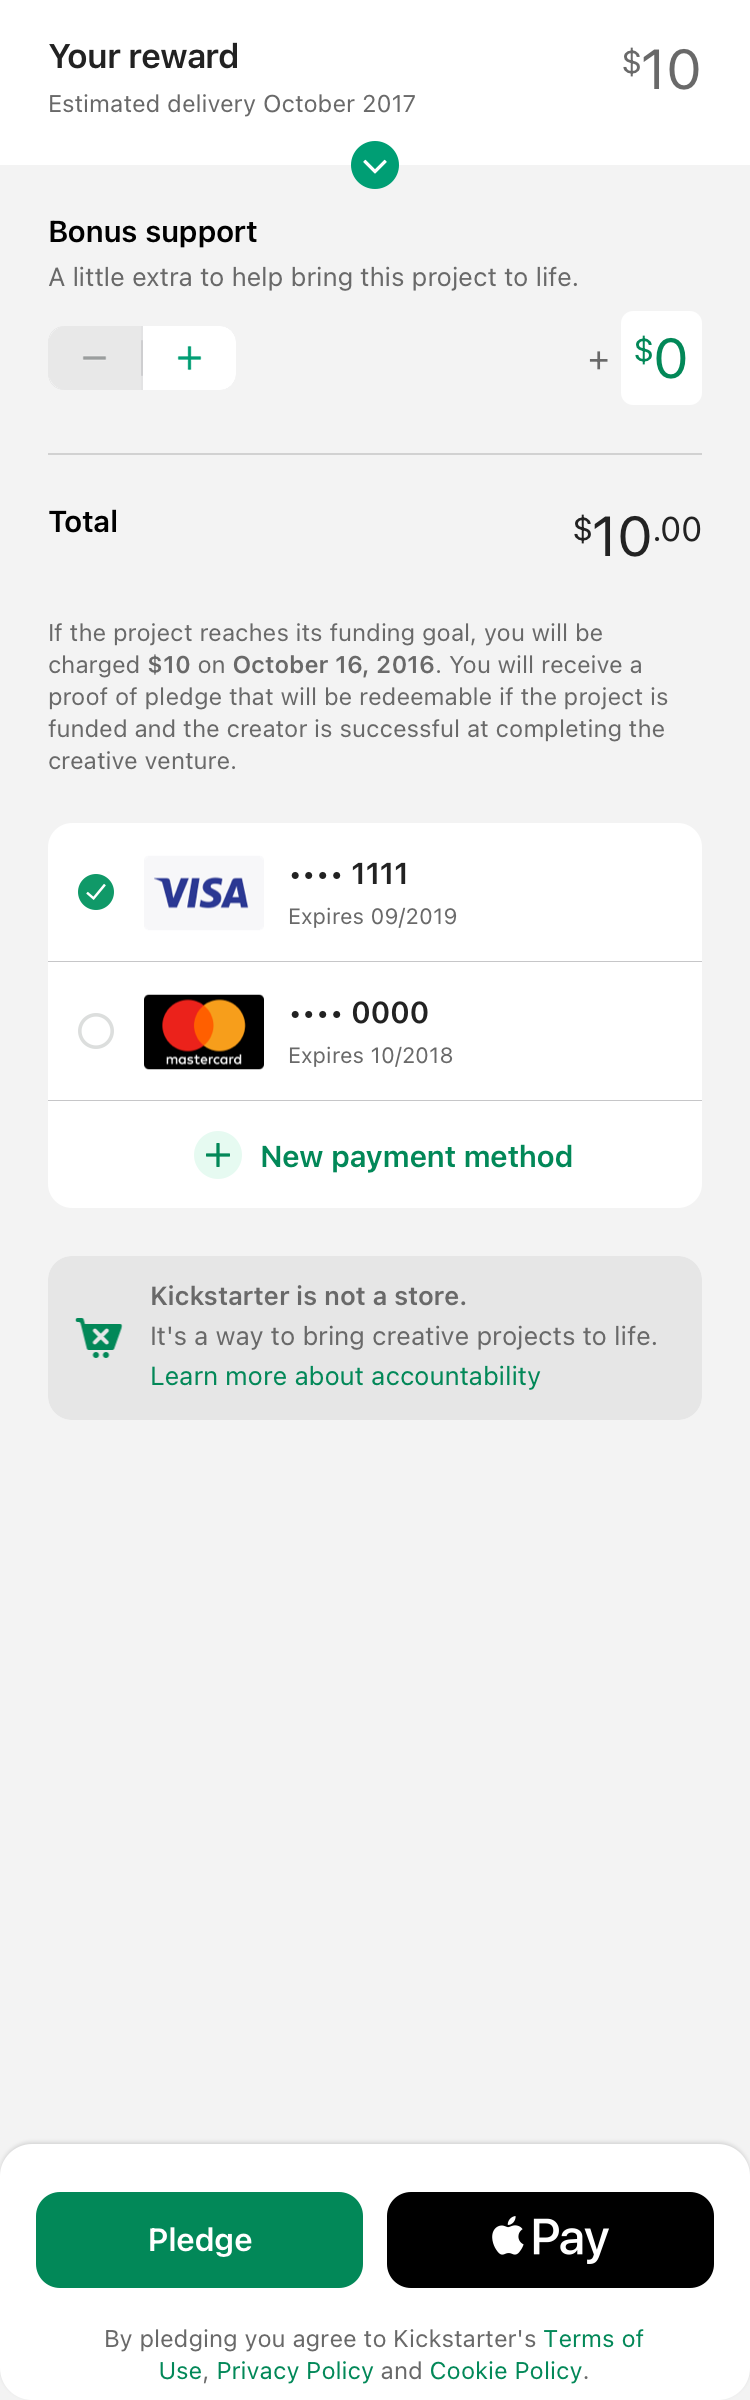 Your reward
$10
Estimated delivery October 2017
Bonus support
A little extra to help bring this project to life.
− + + $0
Total
$10.00
If the project reaches its funding goal, you will be
charged $10 on October 16, 2016. You will receive a
proof of pledge that will be redeemable if the project is
funded and the creator is successful at completing the
creative venture.
VISA
•••• 1111
Expires 09/2019
mastercard
•••• 0000
Expires 10/2018
+ New payment method
Kickstarter is not a store.
It's a way to bring creative projects to life.
Learn more about accountability
Pledge
Pay
By pledging you agree to Kickstarter's Terms of
Use, Privacy Policy and Cookie Policy.